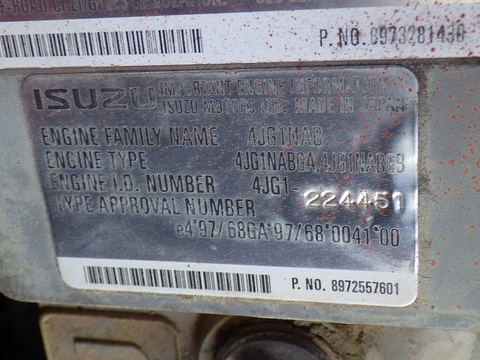 P. NO. 8973281430
ISUZU IMPORTANT ENGINE INFORMATION
ISUZU MOTORS LTD. MADE IN JAPAN
ENGINE FAMILY NAME 4JG1NAB
ENGINE TYPE 4JG1NABGA,4JG1NABGB
ENGINE I.D. NUMBER 4JG1-224451
TYPE APPROVAL NUMBER
e4*97/68GA*97/68*0041*00
P. NO. 8972557601